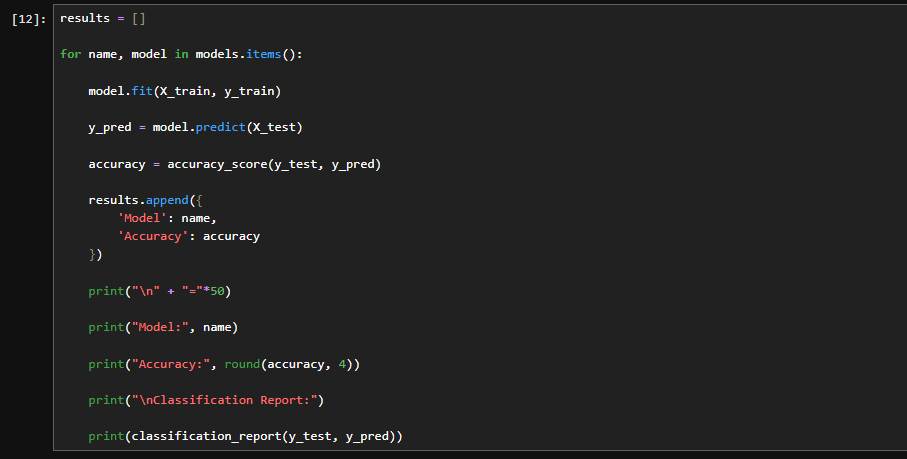 [12]: results = []
for name, model in models.items():
    model.fit(X_train, y_train)
    y_pred = model.predict(X_test)
    accuracy = accuracy_score(y_test, y_pred)
    results.append({
        'Model': name,
        'Accuracy': accuracy
    })
    print("\n" + "="*50)
    print("Model:", name)
    print("Accuracy:", round(accuracy, 4))
    print("\nClassification Report:")
    print(classification_report(y_test, y_pred))